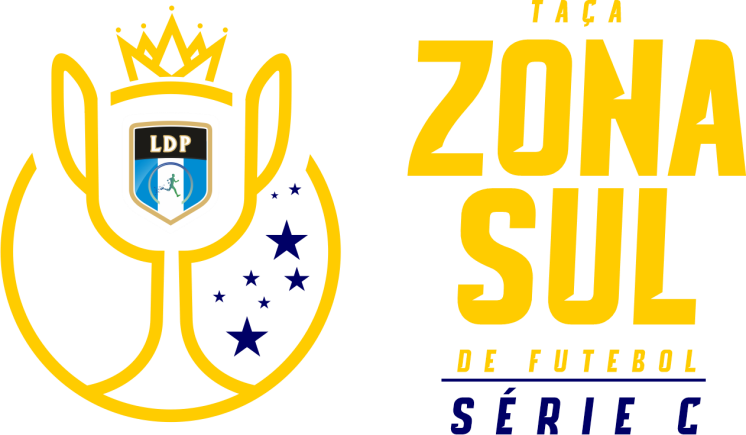 LDP
TAÇA
ZONA
SUL
DE FUTEBOL
SÉRIE C